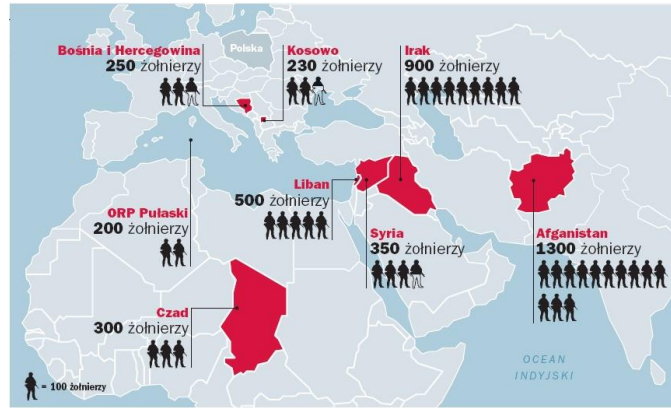 Polska
Bośnia i Hercegowina
250 żołnierzy
Kosowo
230 żołnierzy
Irak
900 żołnierzy
ORP Pułaski
200 żołnierzy
Liban
500 żołnierzy
Syria
350 żołnierzy
Afganistan
1300 żołnierzy
Czad
300 żołnierzy
= 100 żołnierzy
OCEAN
INDYJSKI